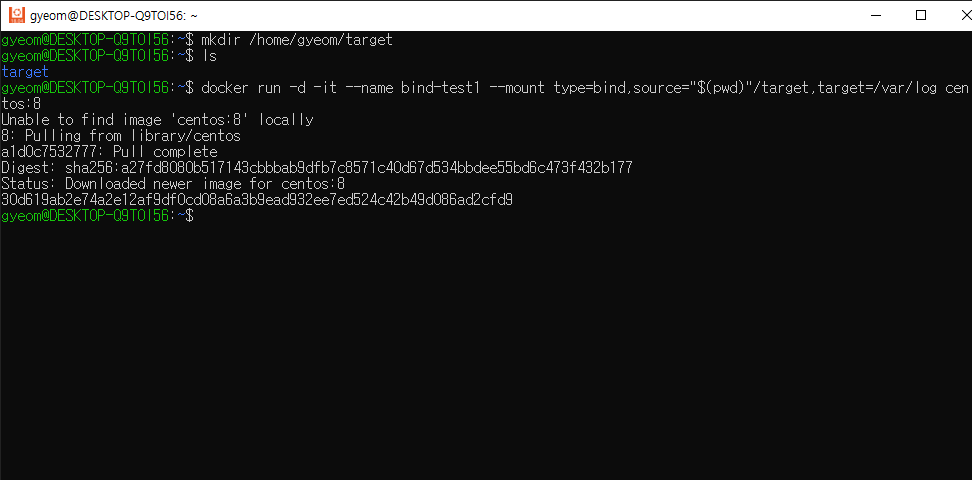 gyeom@DESKTOP-Q9TOI56: ~
gyeom@DESKTOP-Q9TOI56:~$ mkdir /home/gyeom/target
gyeom@DESKTOP-Q9TOI56:~$ ls
target
gyeom@DESKTOP-Q9TOI56:~$ docker run -d -it --name bind-test1 --mount type=bind,source="$(pwd)"/target,target=/var/log cen
tos:8
Unable to find image 'centos:8' locally
8: Pulling from library/centos
a1d0c7532777: Pull complete
Digest: sha256:a27fd8080b517143cbbbab9dfb7c8571c40d67d534bbdee55bd6c473f432b177
Status: Downloaded newer image for centos:8
30d619ab2e74a2e12af9df0cd08a6a3b9ead932ee7ed524c42b49d086ad2cfd9
gyeom@DESKTOP-Q9TOI56:~$